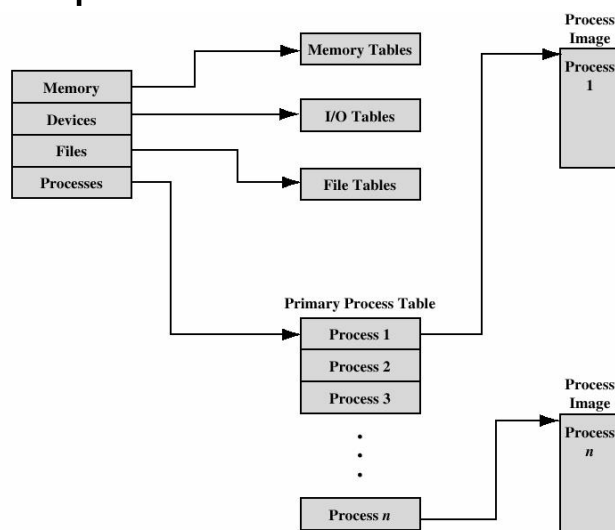 Process
Image
Memory Tables
Process
1
Memory
Devices
I/O Tables
Files
Processes
File Tables
Primary Process Table
Process 1
Process 2
Process 3
Process
Image
Process
n
Process n